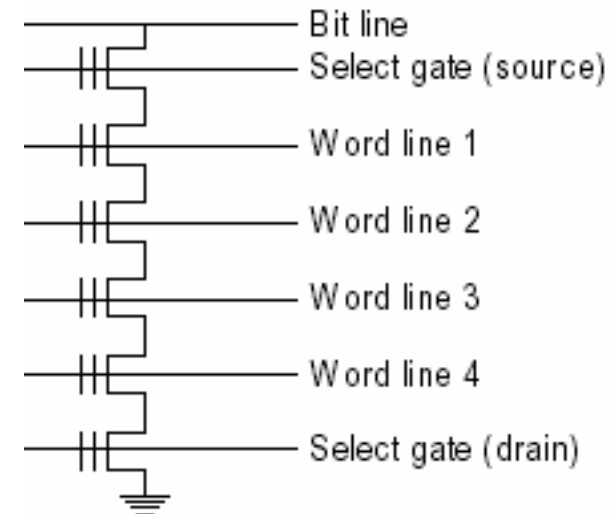 Bit line
Select gate (source)
Word line 1
Word line 2
Word line 3
Word line 4
Select gate (drain)